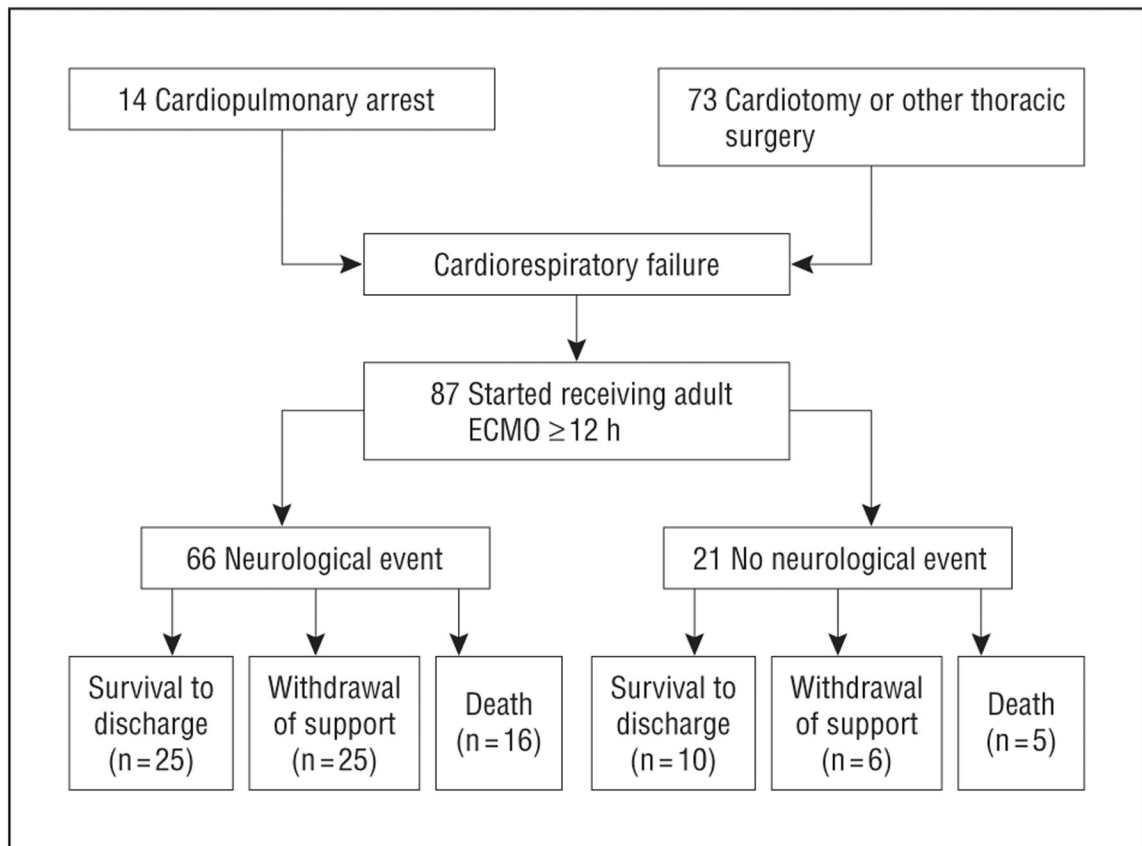 14 Cardiopulmonary arrest
73 Cardiotomy or other thoracic
surgery
Cardiorespiratory failure
87 Started receiving adult
ECMO ≥12 h
66 Neurological event
21 No neurological event
Survival to
discharge
(n=25)
Withdrawal
of support
(n=25)
Death
(n=16)
Survival to
discharge
(n=10)
Withdrawal
of support
(n=6)
Death
(n=5)